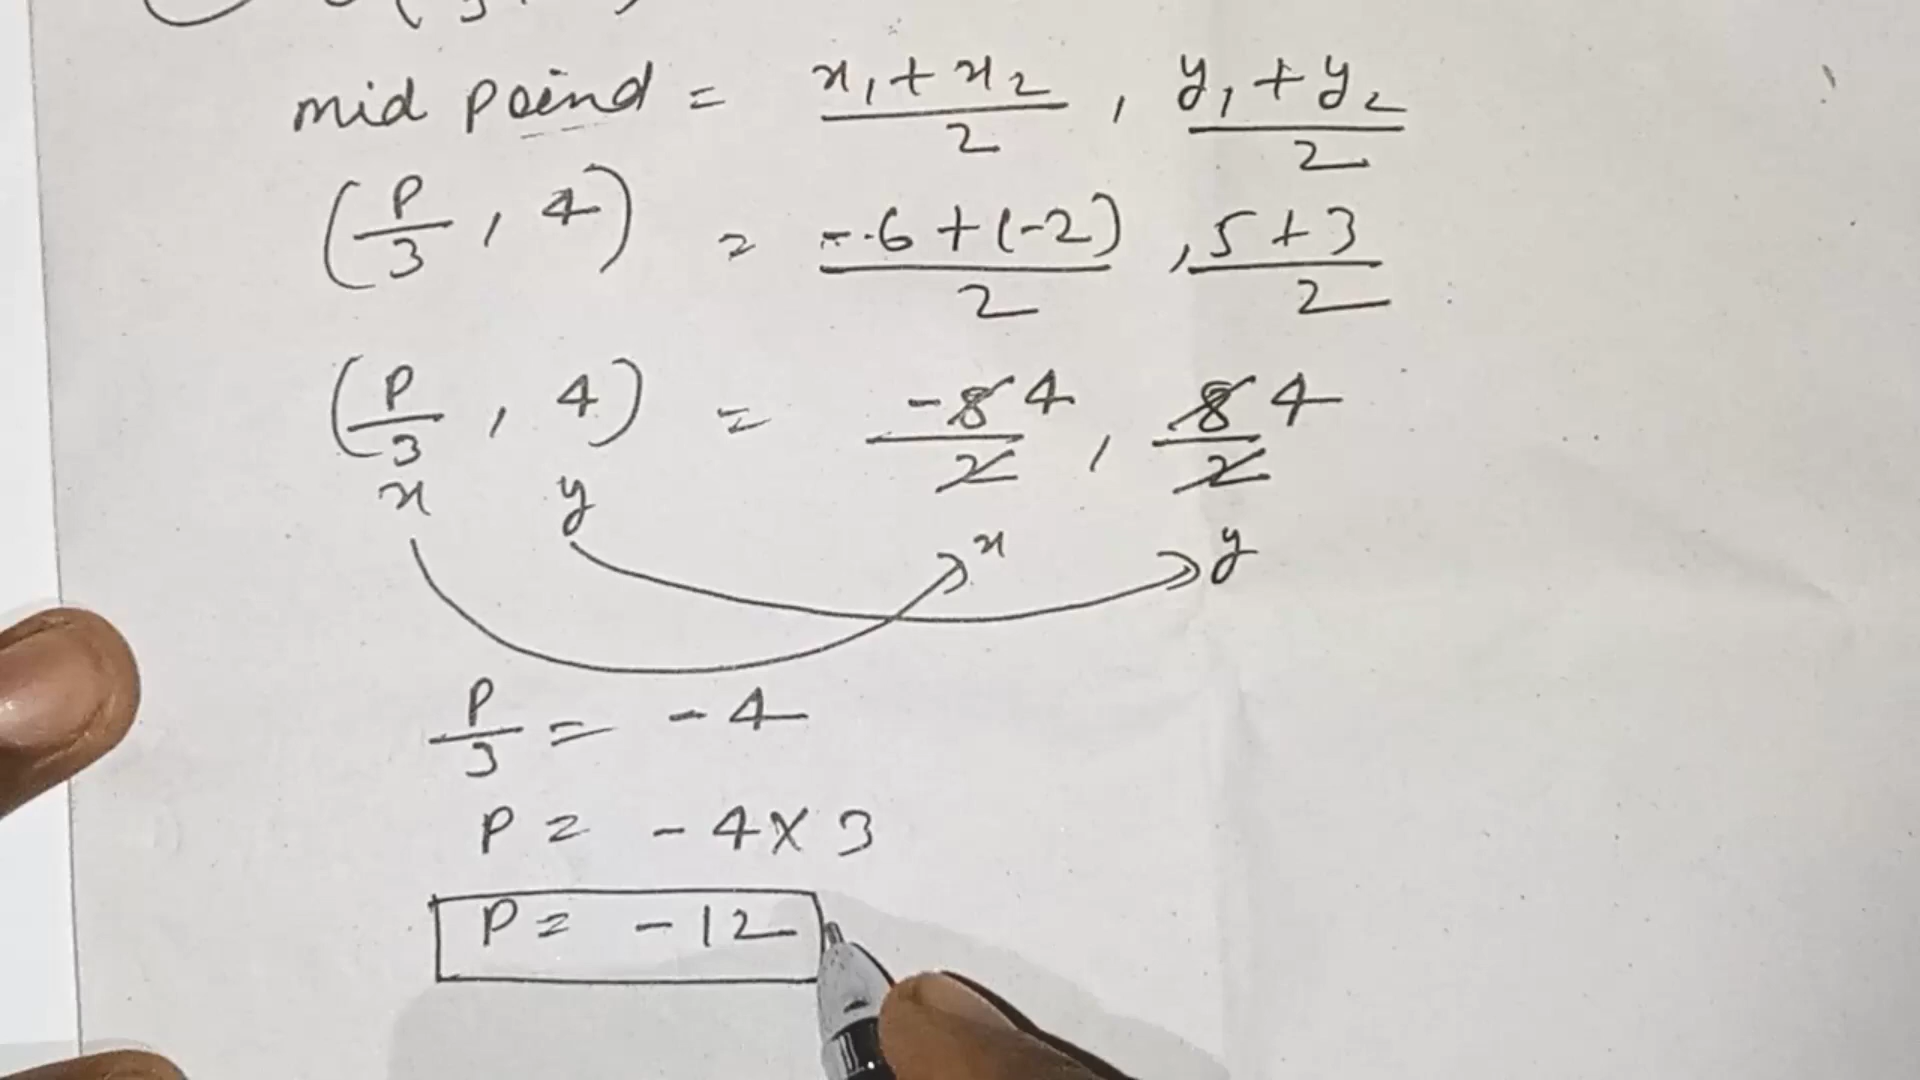 mid poind = x₁+x₂/2 , y₁+y₂/2
(P/3 , 4) = -6+(-2)/2 , 5+3/2
(P/3 , 4) = -8/2 4 , 8/2 4
x y
x y
P/3 = -4
P = -4×3
P = -12